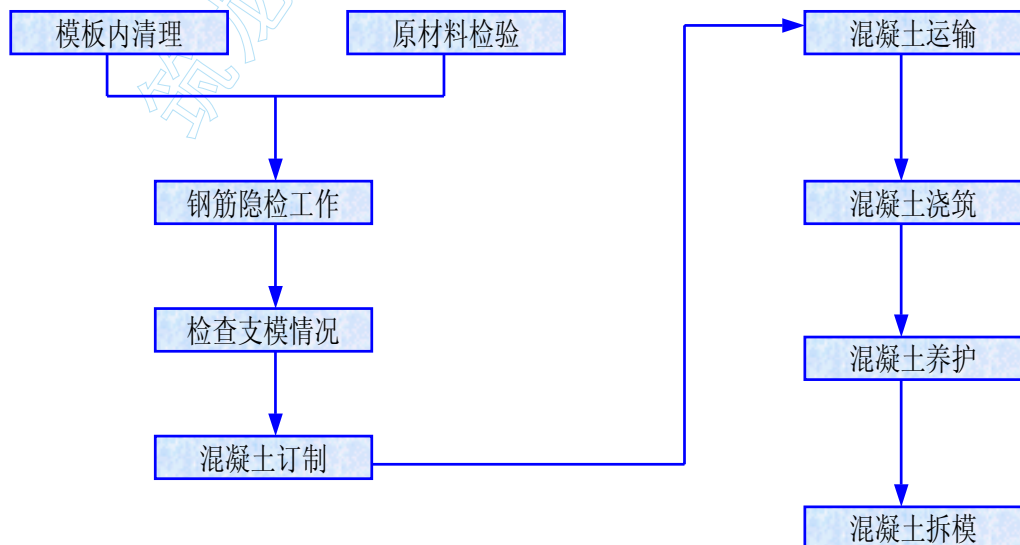 模板内清理
原材料检验
钢筋隐检工作
检查支模情况
混凝土订制
混凝土运输
混凝土浇筑
混凝土养护
混凝土拆模
筑龙